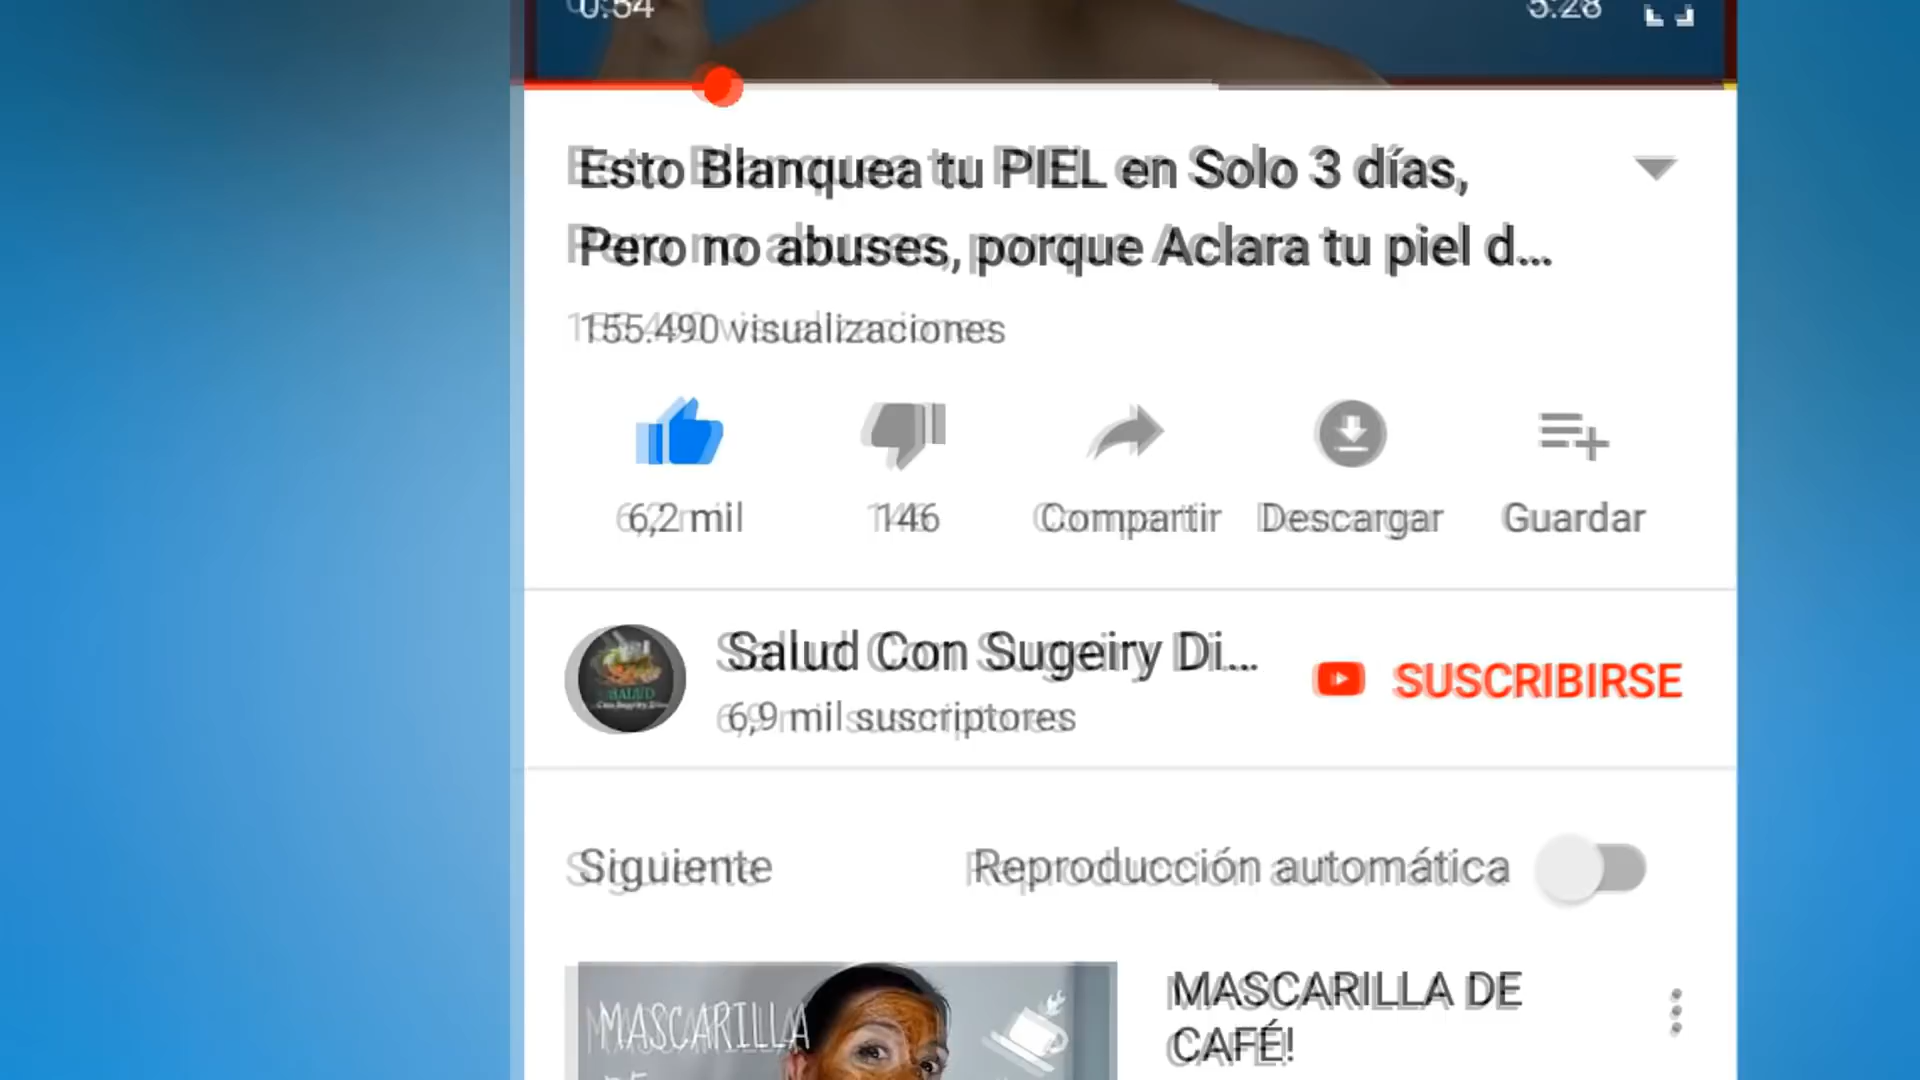 0:54
5:28
Esto Blanquea tu PIEL en Solo 3 días,
Pero no abuses, porque Aclara tu piel d...
155.490 visualizaciones
6,2 mil
146
Compartir
Descargar
Guardar
SALUD
Salud Con Sugeiry Di...
6,9 mil suscriptores
SUSCRIBIRSE
Siguiente
Reproducción automática
MASCARILLA
MASCARILLA DE
CAFÉ!